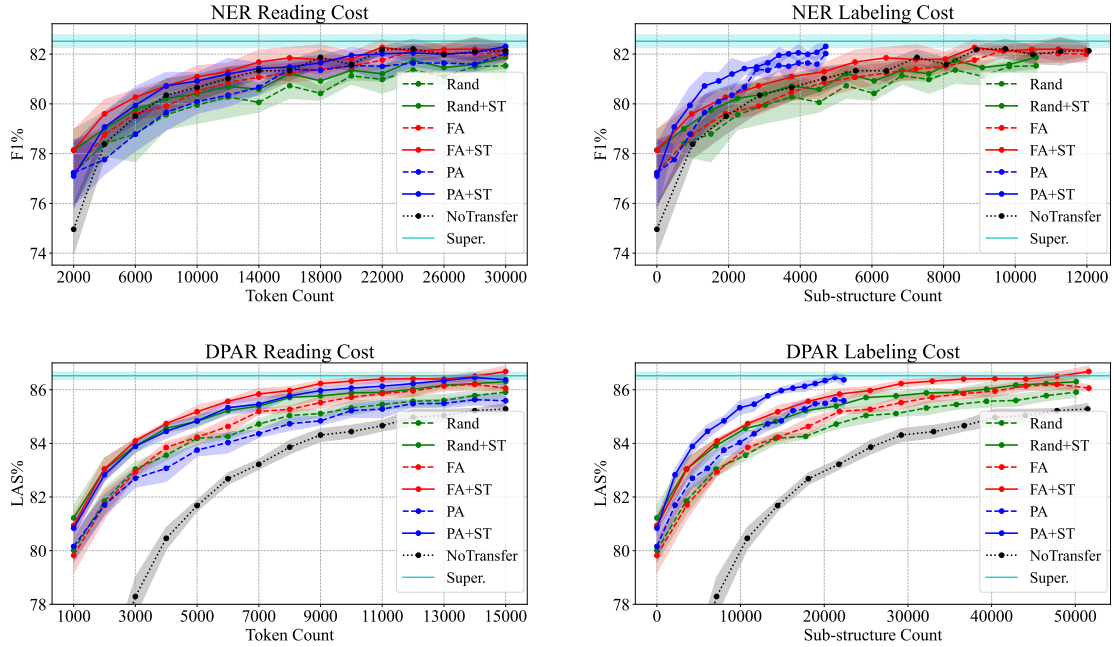 NER Reading Cost
82
80
78
76
74
F1%
2000
6000
10000
14000
18000
22000
26000
30000
Token Count
Rand
Rand+ST
FA
FA+ST
PA
PA+ST
NoTransfer
Super.
NER Labeling Cost
82
80
78
76
74
F1%
0
2000
4000
6000
8000
10000
12000
Sub-structure Count
Rand
Rand+ST
FA
FA+ST
PA
PA+ST
NoTransfer
Super.
DPAR Reading Cost
86
84
82
80
78
LAS%
1000
3000
5000
7000
9000
11000
13000
15000
Token Count
Rand
Rand+ST
FA
FA+ST
PA
PA+ST
NoTransfer
Super.
DPAR Labeling Cost
86
84
82
80
78
LAS%
0
10000
20000
30000
40000
50000
Sub-structure Count
Rand
Rand+ST
FA
FA+ST
PA
PA+ST
NoTransfer
Super.